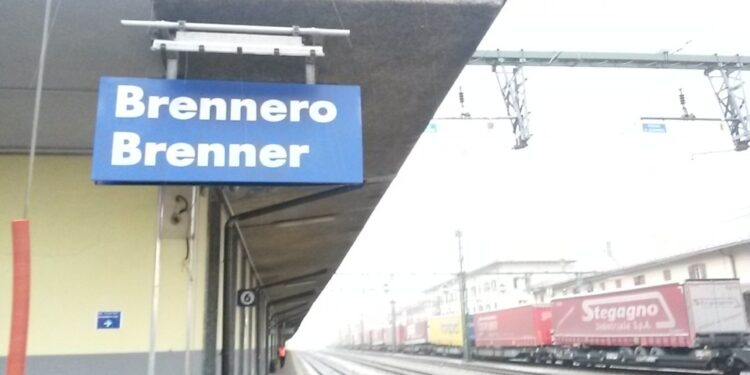 Brennero
Brenner
6
Stegagno
Industriale S.p.A.